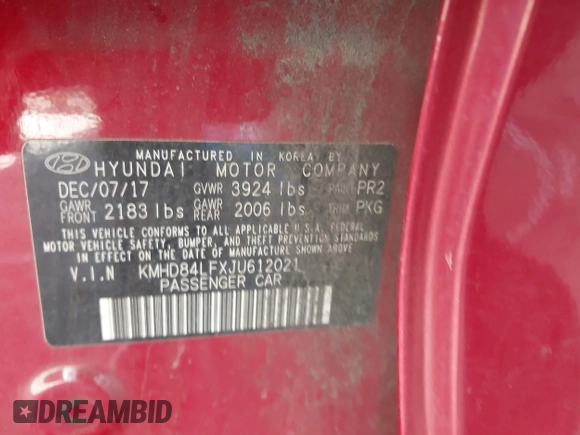 MANUFACTURED IN KOREA BY
HYUNDAI MOTOR COMPANY
DEC/07/17 GVWR 3924 lbs PAINT PR2
GAWR FRONT 2183 lbs GAWR REAR 2006 lbs TRIM PKG
THIS VEHICLE CONFORMS TO ALL APPLICABLE U.S.A. FEDERAL
MOTOR VEHICLE SAFETY, BUMPER, AND THEFT PREVENTION
STANDARDS IN EFFECT ON THE DATE OF MANUFACTURE SHOWN ABOVE.
V.I.N KMHD84LFXJU612021
PASSENGER CAR
DREAMBID